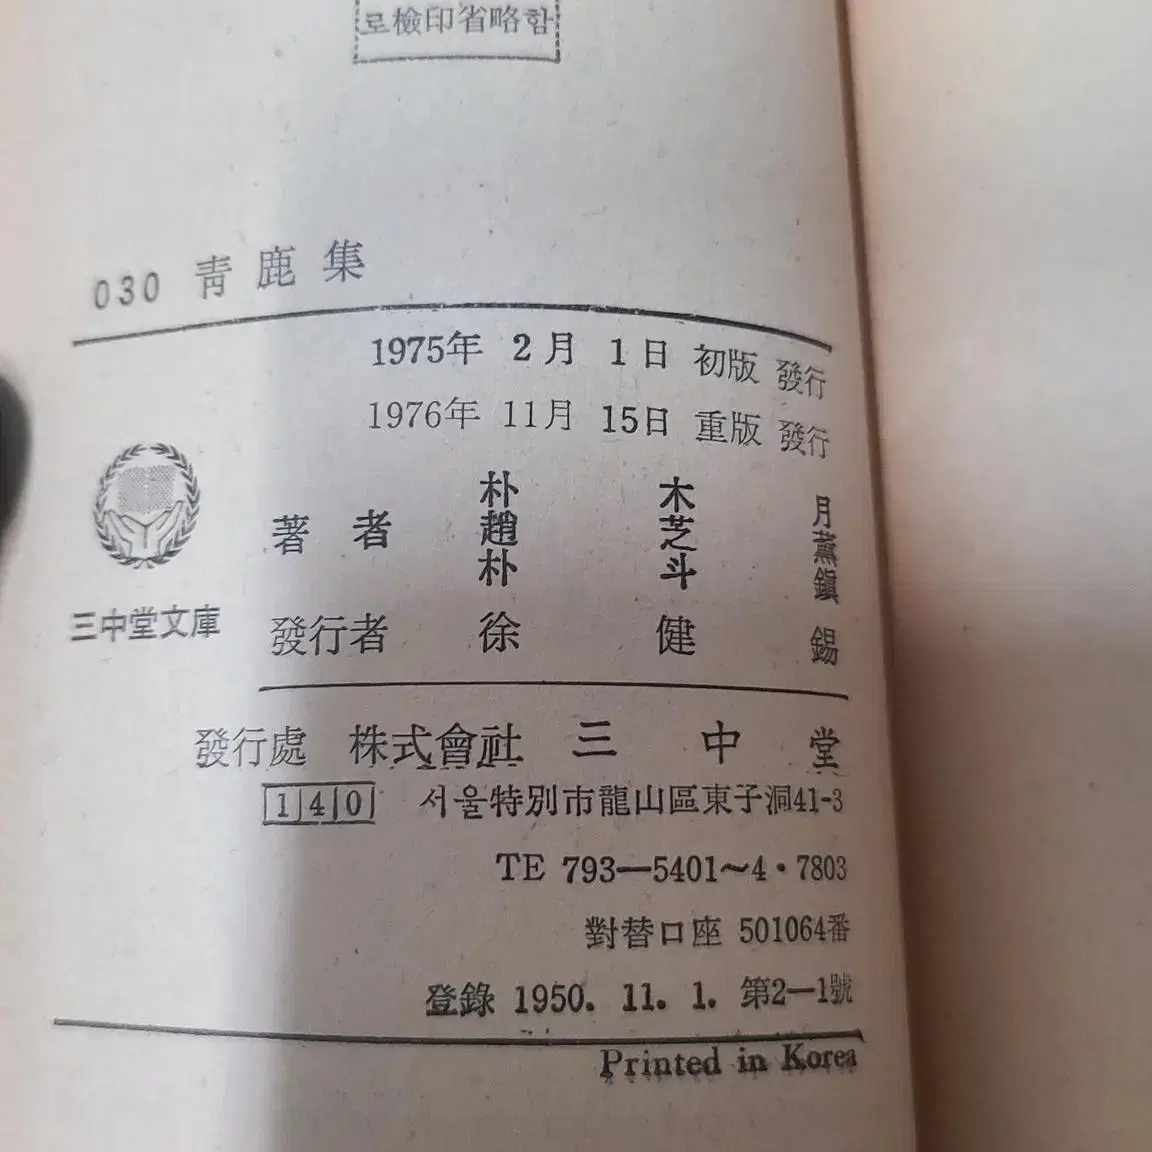 로檢印省略함
030 靑鹿集
1975年 2月 1日 初版 發行
1976年 11月 15日 重版 發行
著者 朴木月
趙芝薰
朴斗鎭
三中堂文庫
發行者 徐健錫
發行處 株式會社 三中堂
140 서울特別市龍山區東子洞41-3
TE 793—5401~4·7803
對替口座 501064番
登錄 1950. 11. 1. 第2—1號
Printed in Korea